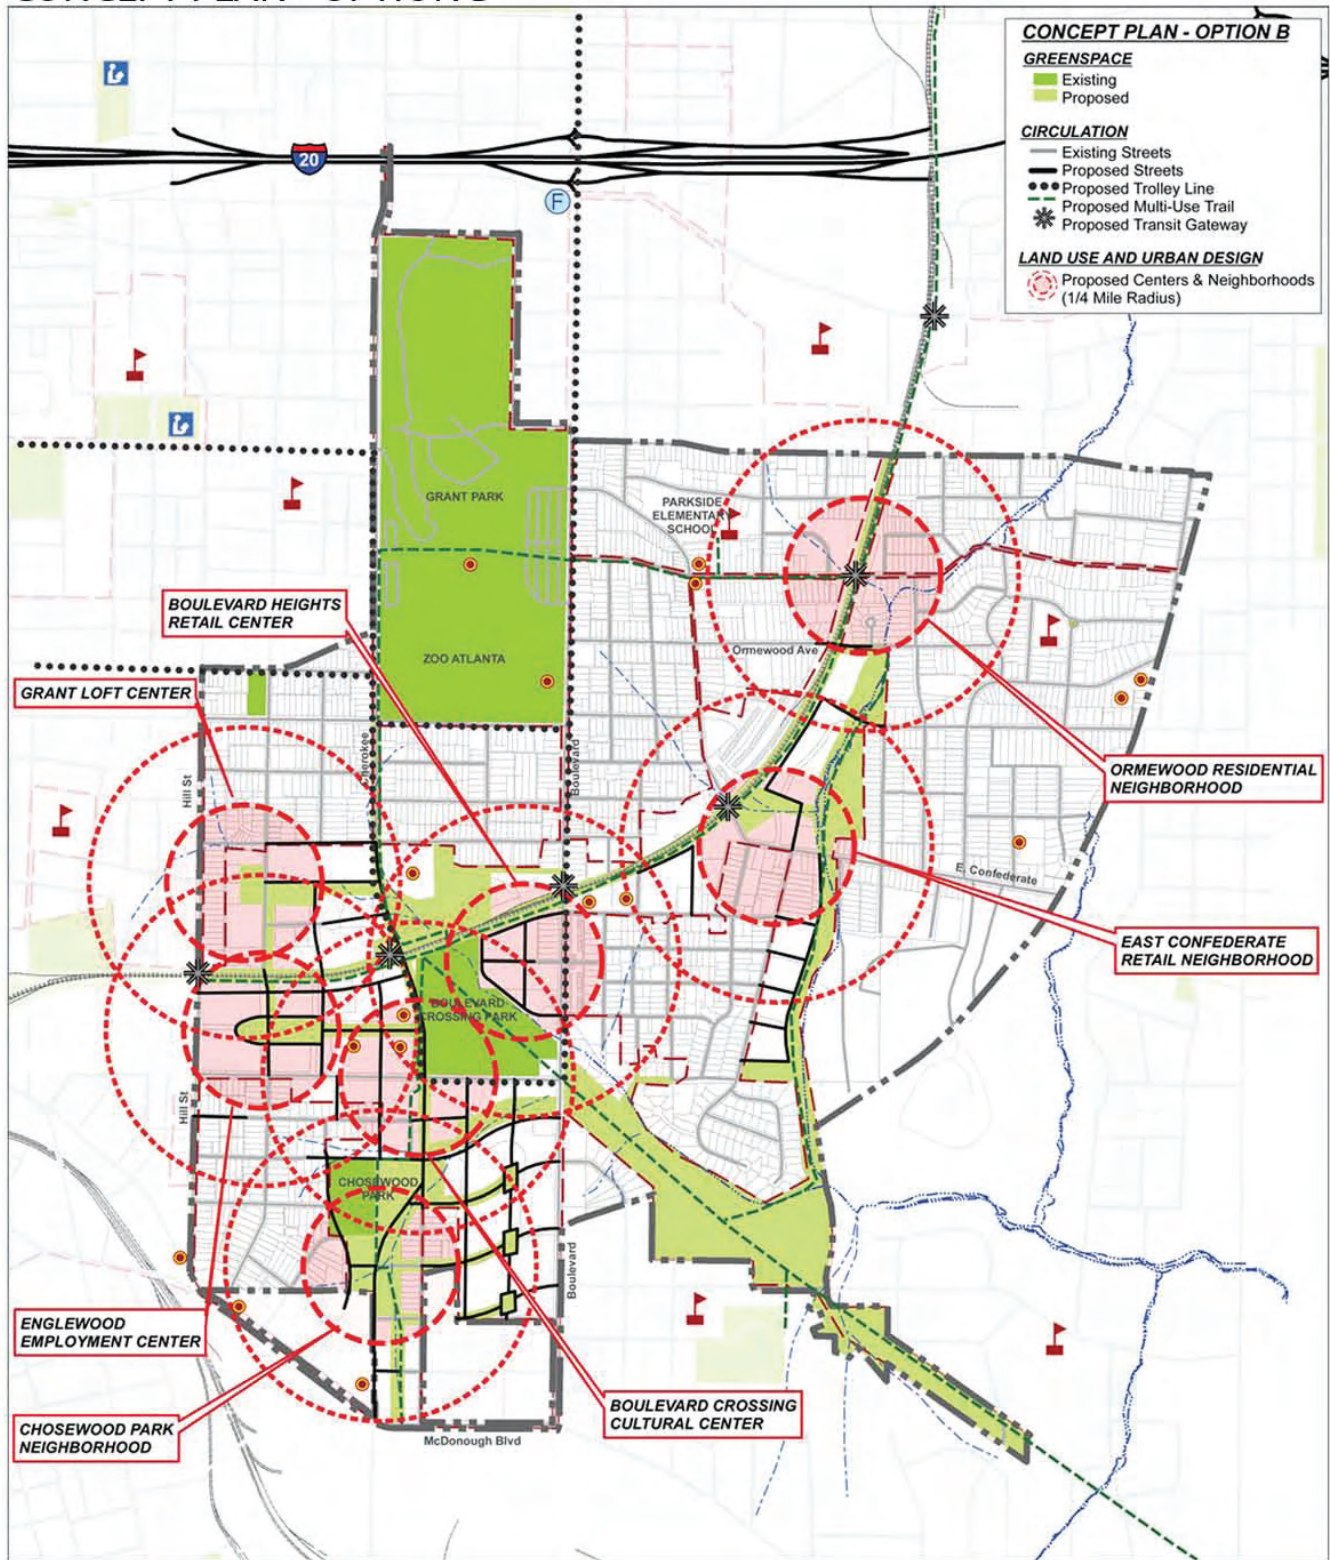 CONCEPT PLAN - OPTION B
CONCEPT PLAN - OPTION B
GREENSPACE
Existing
Proposed
CIRCULATION
Existing Streets
Proposed Streets
Proposed Trolley Line
Proposed Multi-Use Trail
Proposed Transit Gateway
LAND USE AND URBAN DESIGN
Proposed Centers & Neighborhoods
(1/4 Mile Radius)
20
F
GRANT PARK
PARKSIDE
ELEMENTARY
SCHOOL
BOULEVARD HEIGHTS
RETAIL CENTER
ZOO ATLANTA
Ormewood Ave
GRANT LOFT CENTER
Cherokee
Boulevard
Hill St
ORMEWOOD RESIDENTIAL
NEIGHBORHOOD
E. Confederate
EAST CONFEDERATE
RETAIL NEIGHBORHOOD
BOULEVARD
CROSSING PARK
Hill St
CHOSEWOOD
PARK
Boulevard
ENGLEWOOD
EMPLOYMENT CENTER
BOULEVARD CROSSING
CULTURAL CENTER
CHOSEWOOD PARK
NEIGHBORHOOD
McDonough Blvd